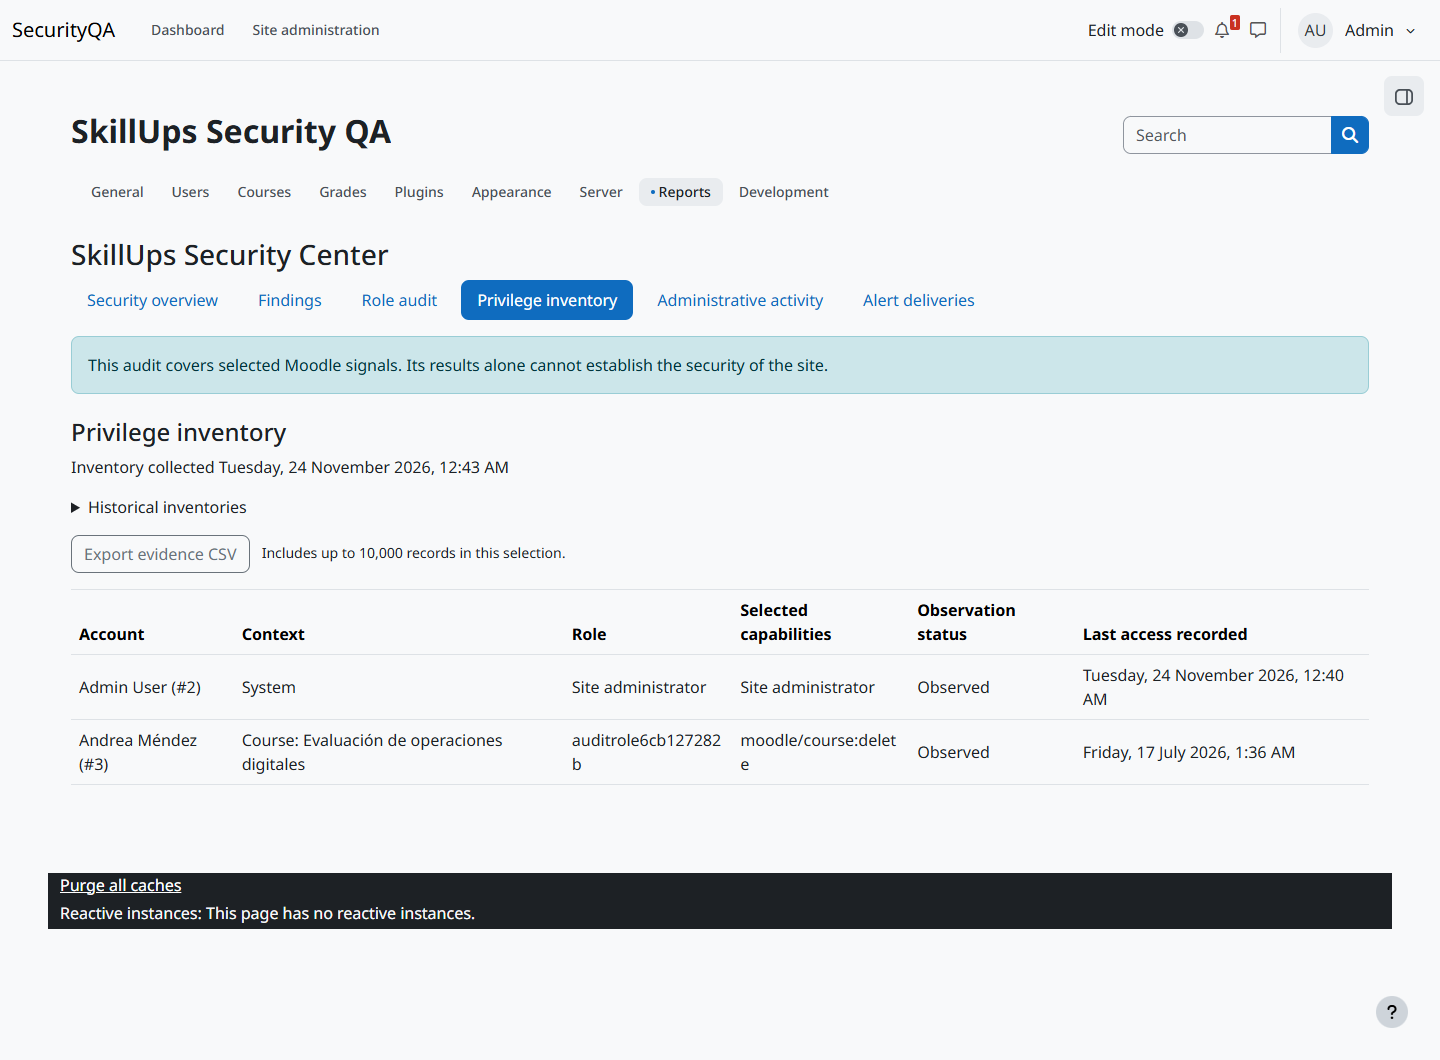 SecurityQA
Dashboard
Site administration
Edit mode
1
AU
Admin
SkillUps Security QA
Search
General
Users
Courses
Grades
Plugins
Appearance
Server
Reports
Development
SkillUps Security Center
Security overview
Findings
Role audit
Privilege inventory
Administrative activity
Alert deliveries
This audit covers selected Moodle signals. Its results alone cannot establish the security of the site.
Privilege inventory
Inventory collected Tuesday, 24 November 2026, 12:43 AM
Historical inventories
Export evidence CSV
Includes up to 10,000 records in this selection.
Account
Context
Role
Selected
capabilities
Observation
status
Last access recorded
Admin User (#2)
System
Site administrator
Site administrator
Observed
Tuesday, 24 November 2026, 12:40
AM
Andrea Méndez
(#3)
Course: Evaluación de operaciones
digitales
auditrole6cb127282
b
moodle/course:delet
e
Observed
Friday, 17 July 2026, 1:36 AM
Purge all caches
Reactive instances: This page has no reactive instances.
?